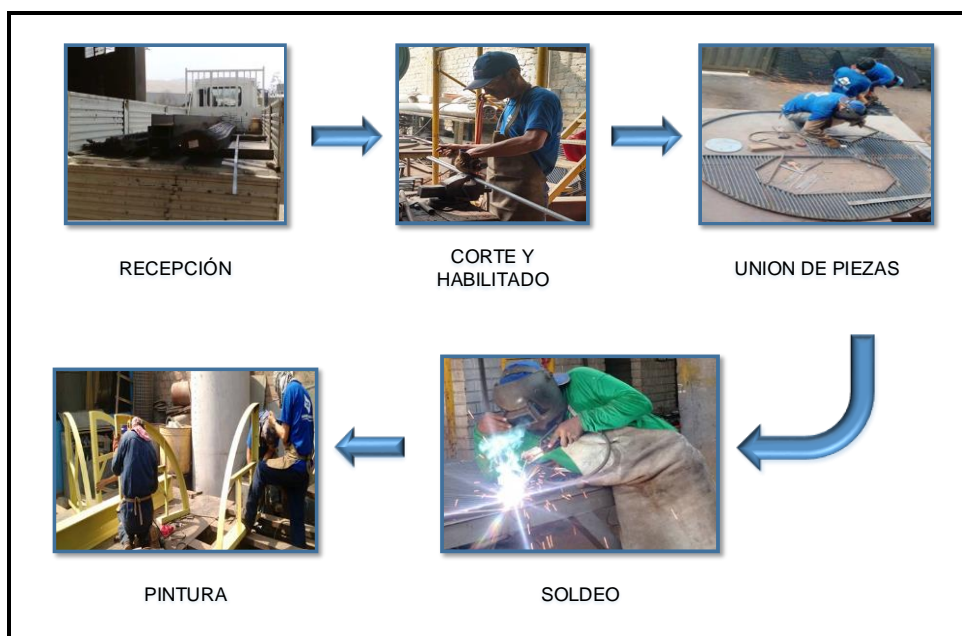 RECEPCIÓN
CORTE Y
HABILITADO
UNION DE PIEZAS
PINTURA
SOLDEO